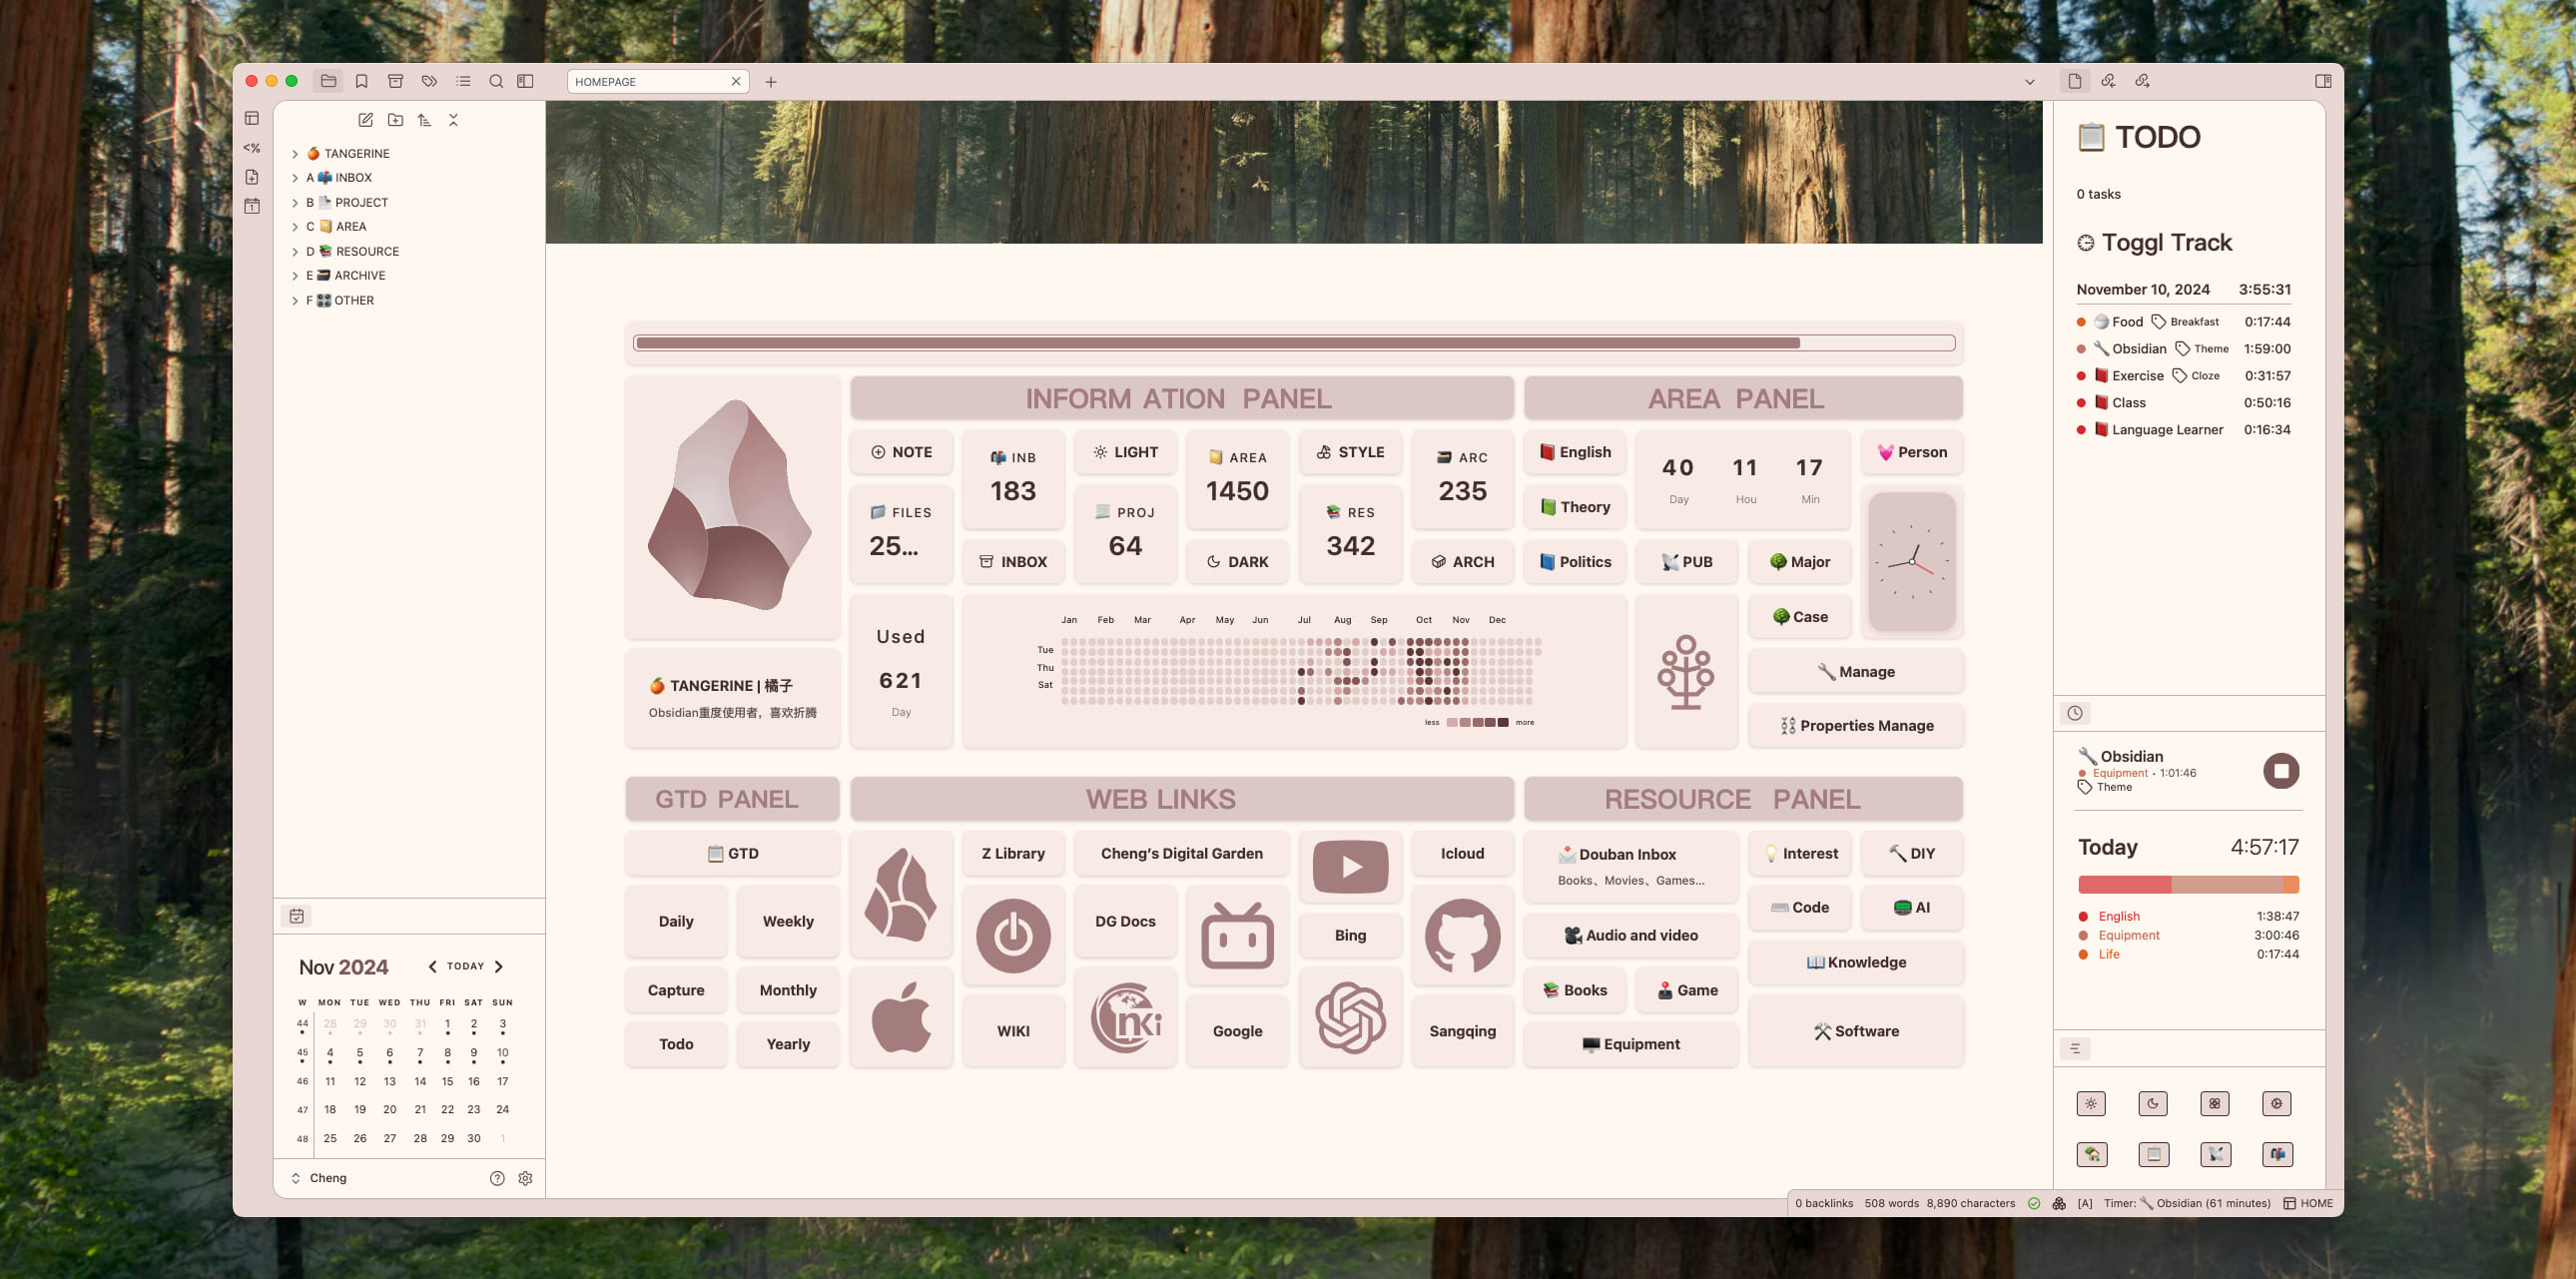 HOMEPAGE
TANGERINE
A INBOX
B PROJECT
C AREA
D RESOURCE
E ARCHIVE
F OTHER
Nov 2024
TODAY
W MON TUE WED THU FRI SAT SUN
44 28 29 30 31 1 2 3
45 4 5 6 7 8 9 10
46 11 12 13 14 15 16 17
47 18 19 20 21 22 23 24
48 25 26 27 28 29 30 1
Cheng
TANGERINE | 橘子
Obsidian重度使用者，喜欢折腾
INFORM ATION PANEL
NOTE
INB
183
LIGHT
AREA
1450
STYLE
ARC
235
FILES
25...
PROJ
64
RES
342
INBOX
DARK
ARCH
Used
621
Day
Jan Feb Mar Apr May Jun Jul Aug Sep Oct Nov Dec
Tue
Thu
Sat
less more
AREA PANEL
English
40 11 17
Day Hou Min
Person
Theory
Politics
PUB
Major
Case
Manage
Properties Manage
GTD PANEL
GTD
Daily
Weekly
Capture
Monthly
Todo
Yearly
WEB LINKS
Z Library
Cheng's Digital Garden
Icloud
DG Docs
Bing
WIKI
nki
Google
Sangqing
RESOURCE PANEL
Douban Inbox
Books、Movies、Games...
Interest
DIY
Code
AI
Audio and video
Knowledge
Books
Game
Software
Equipment
TODO
0 tasks
Toggl Track
November 10, 2024 3:55:31
Food Breakfast 0:17:44
Obsidian Theme 1:59:00
Exercise Cloze 0:31:57
Class 0:50:16
Language Learner 0:16:34
Obsidian
Equipment • 1:01:46
Theme
Today 4:57:17
English 1:38:47
Equipment 3:00:46
Life 0:17:44
0 backlinks 508 words 8,890 characters [A] Timer: Obsidian (61 minutes) HOME